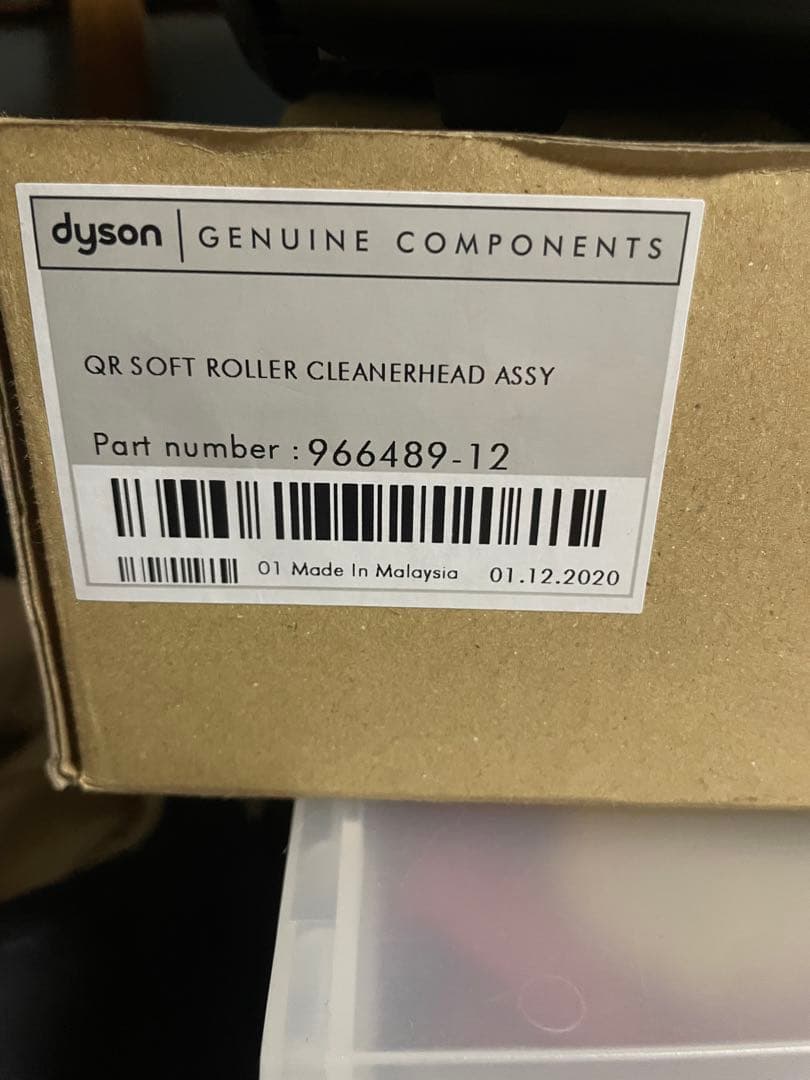 dyson GENUINE COMPONENTS
QR SOFT ROLLER CLEANERHEAD ASSY
Part number : 966489-12
01 Made In Malaysia 01.12.2020